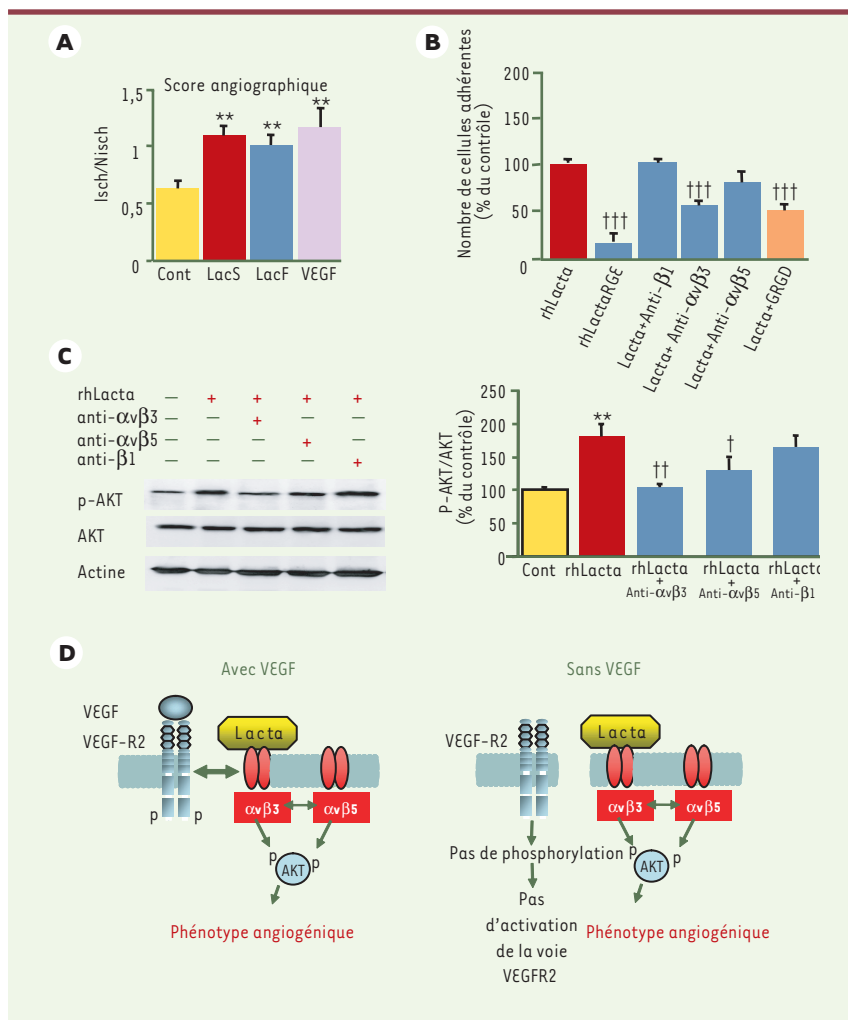 A
Score angiographique
Isch/Nisch
1,5
1
0,5
0
** ** **
Cont LacS LacF VEGF
B
Nombre de cellules adhérentes
(% du contrôle)
200
150
100
50
0
††† ††† †††
rhLacta
rhLactaRGE
Lacta+Anti-β1
Lacta+ Anti-αvβ3
Lacta+Anti-αvβ5
Lacta+GRGD
C
rhLacta — + + + +
anti-αvβ3 — — + — —
anti-αvβ5 — — — + —
anti-β1 — — — — +
p-AKT
AKT
Actine
P-AKT/AKT
(% du contrôle)
250
200
150
100
50
0
** †† †
Cont
rhLacta
rhLacta
+
Anti-αvβ3
rhLacta
+
Anti-αvβ5
rhLact
+
Anti-β1
D
Avec VEGF
VEGF
VEGF-R2
Lacta
p p
αvβ3 αvβ5
p p
AKT
Phénotype angiogénique
Sans VEGF
VEGF-R2
Lacta
αvβ3 αvβ5
Pas de phosphorylation
p p
AKT
Pas
d'activation
de la voie
VEGFR2
Phénotype angiogénique